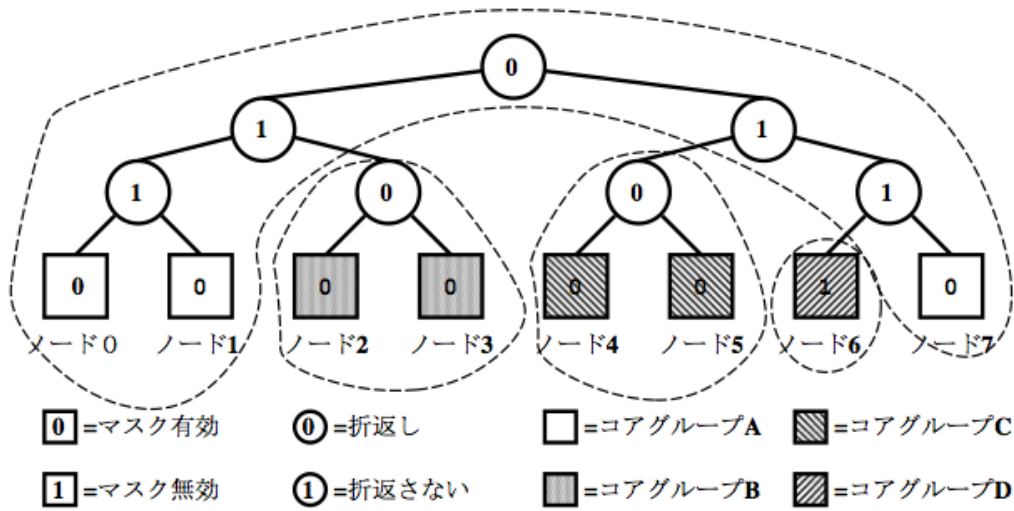 0
1 1
1 0 0 1
0 0 0 0 0 0 1 0
ノード0 ノード1 ノード2 ノード3 ノード4 ノード5 ノード6 ノード7
0 =マスク有効 0 =折返し =コアグループA =コアグループC
1 =マスク無効 1 =折返さない =コアグループB =コアグループD